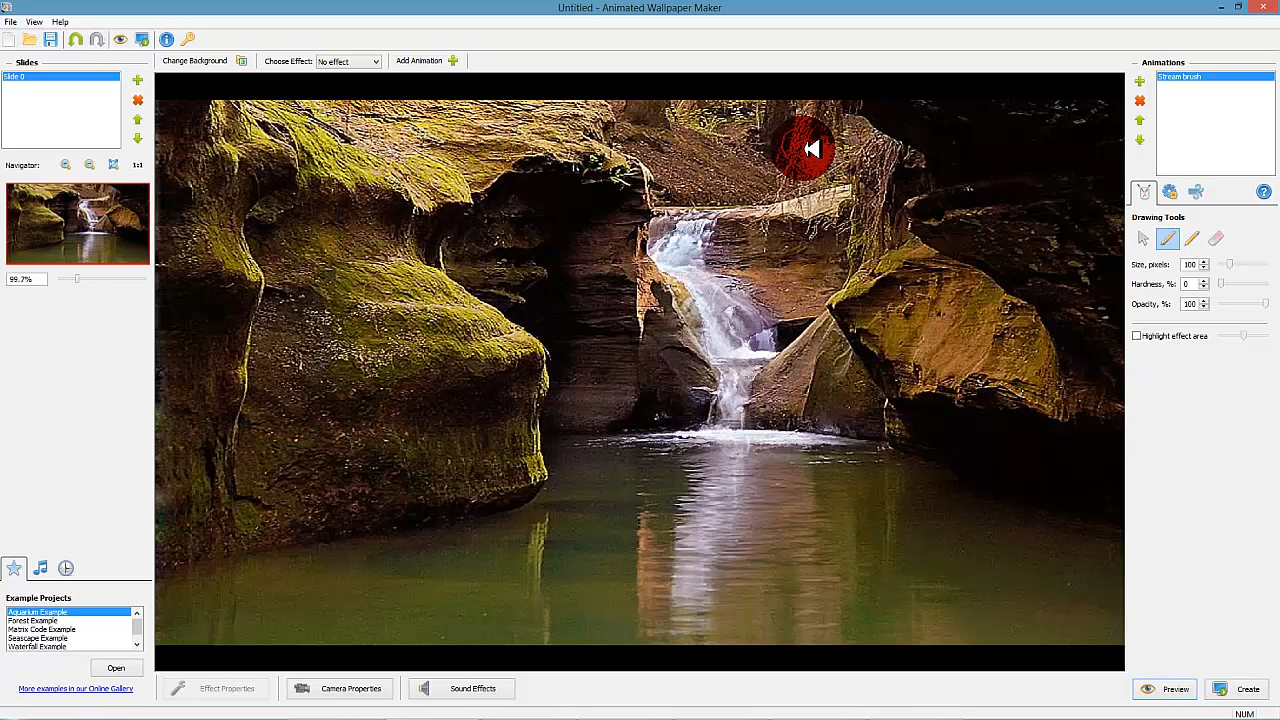 Untitled - Animated Wallpaper Maker
File View Help
Slides
Change Background
Choose Effect: No effect
Add Animation
Animations
Slide 0
Stream brush
Navigator:
1:1
Drawing Tools
Size, pixels: 100
99.7%
Hardness, %: 0
Opacity, %: 100
Highlight effect area
Example Projects
Aquarium Example
Forest Example
Matrix Code Example
Seascape Example
Waterfall Example
Open
More examples in our Online Gallery
Effect Properties
Camera Properties
Sound Effects
Preview
Create
NUM